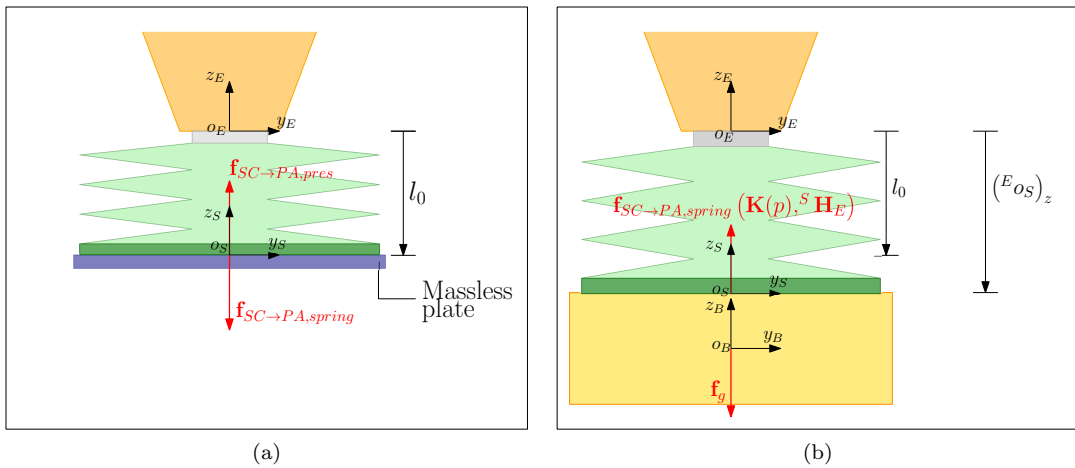 z_E
o_E
y_E
f_{SC→PA,pres}
l_0
z_S
o_S
y_S
Massless
plate
f_{SC→PA,spring}
(a)
z_E
o_E
y_E
f_{SC→PA,spring} (K(p),^S H_E)
l_0
(^E o_S)_z
z_S
o_S
y_S
z_B
o_B
y_B
f_g
(b)